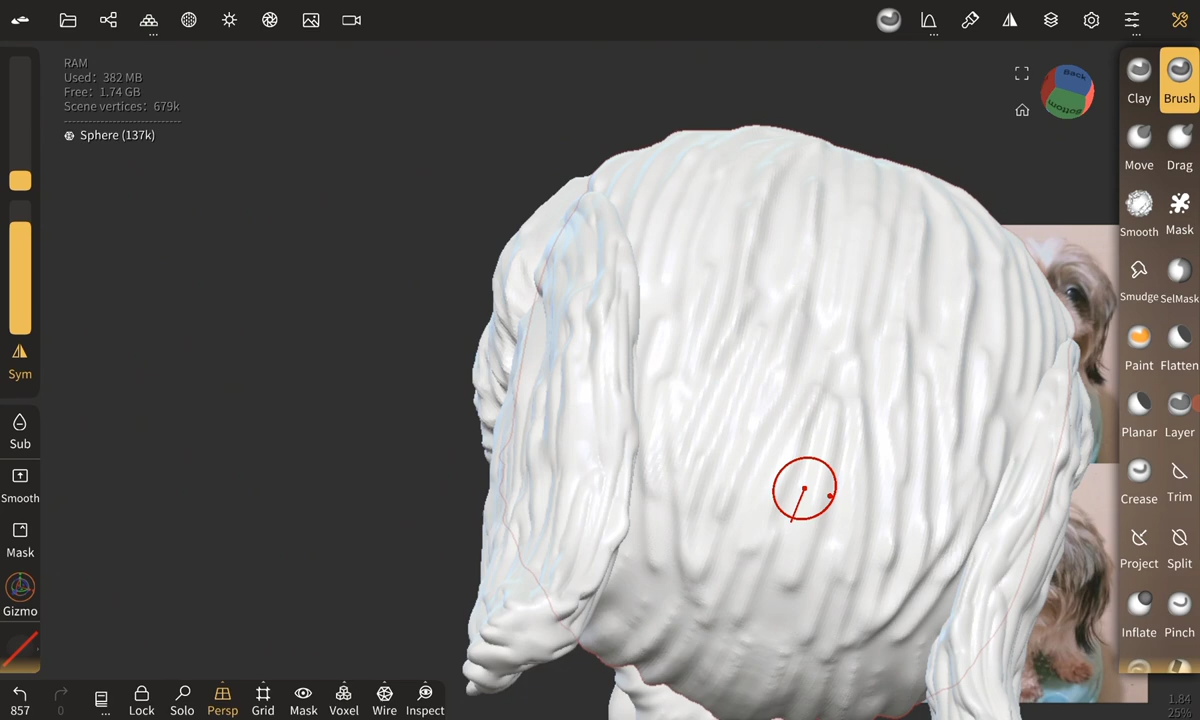 RAM
Used: 382 MB
Free: 1.74 GB
Scene vertices: 679k
Sphere (137k)
Back
Bottom
Clay
Brush
Move
Drag
Smooth
Mask
Smudge
SelMask
Paint
Flatten
Planar
Layer
Crease
Trim
Project
Split
Inflate
Pinch
Sym
Sub
Smooth
Mask
Gizmo
857
0
Lock
Solo
Persp
Grid
Mask
Voxel
Wire
Inspect
1.84
25%